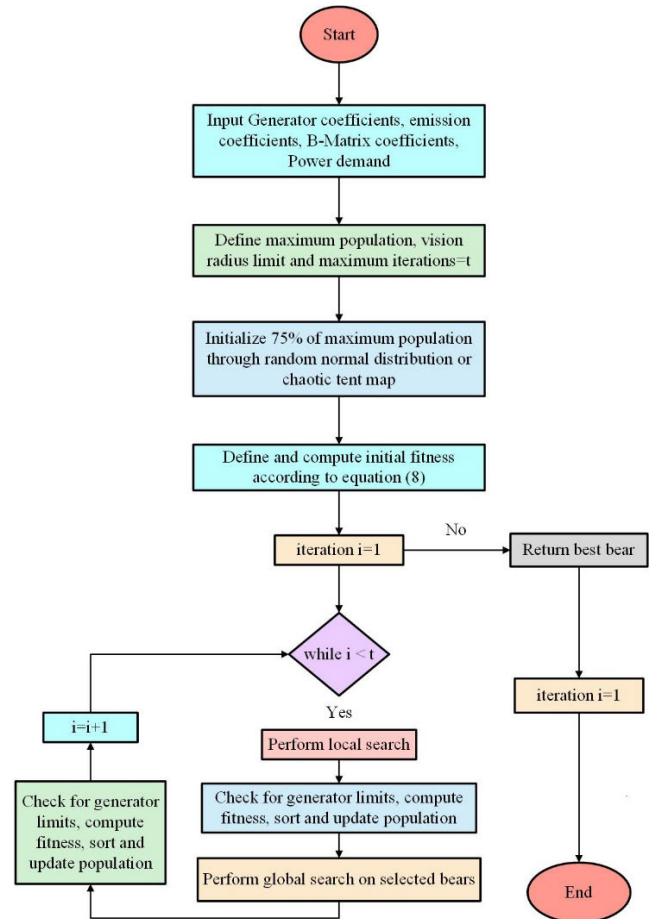 Start
Input Generator coefficients, emission
coefficients, B-Matrix coefficients,
Power demand
Define maximum population, vision
radius limit and maximum iterations=t
Initialize 75% of maximum population
through random normal distribution or
chaotic tent map
Define and compute initial fitness
according to equation (8)
iteration i=1
No
Return best bear
while i < t
Yes
iteration i=1
i=i+1
Perform local search
Check for generator
limits, compute
fitness, sort and
update population
Check for generator limits, compute
fitness, sort and update population
Perform global search on selected bears
End